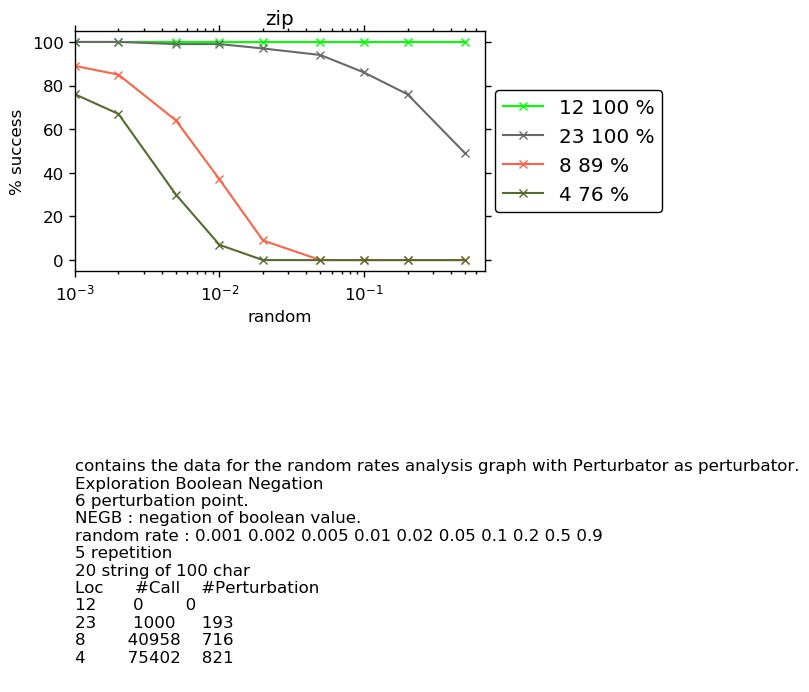 zip
100
80
60
40
20
0
% success
10⁻³ 10⁻² 10⁻¹
random
12 100 %
23 100 %
8 89 %
4 76 %
contains the data for the random rates analysis graph with Perturbator as perturbator.
Exploration Boolean Negation
6 perturbation point.
NEGB : negation of boolean value.
random rate : 0.001 0.002 0.005 0.01 0.02 0.05 0.1 0.2 0.5 0.9
5 repetition
20 string of 100 char
Loc #Call #Perturbation
12 0 0
23 1000 193
8 40958 716
4 75402 821